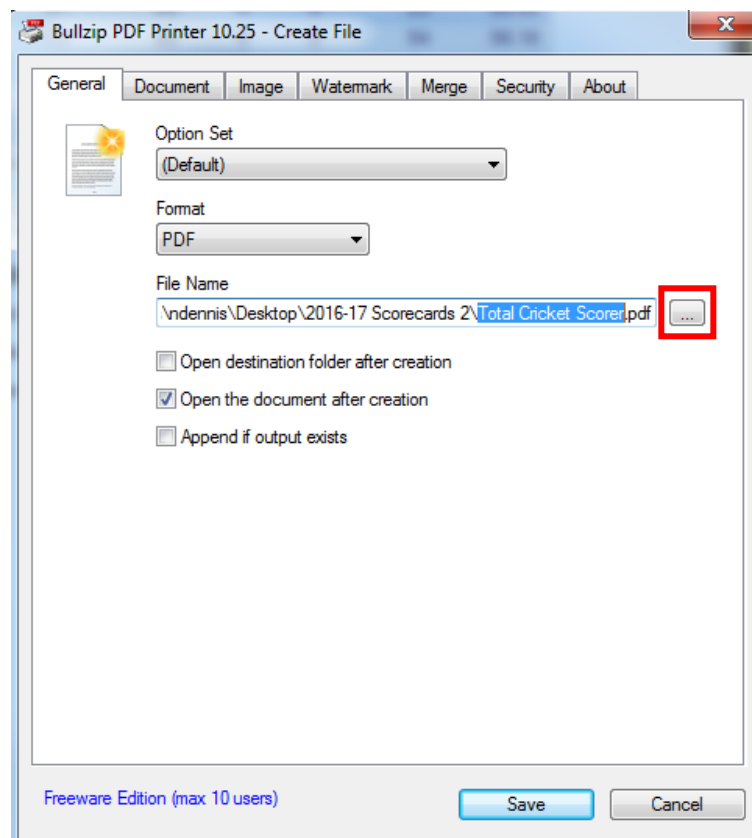 Bullzip PDF Printer 10.25 - Create File
General Document Image Watermark Merge Security About
Option Set
(Default)
Format
PDF
File Name
\ndennis\Desktop\2016-17 Scorecards 2\Total Cricket Scorer.pdf ...
Open destination folder after creation
Open the document after creation
Append if output exists
Freeware Edition (max 10 users) Save Cancel